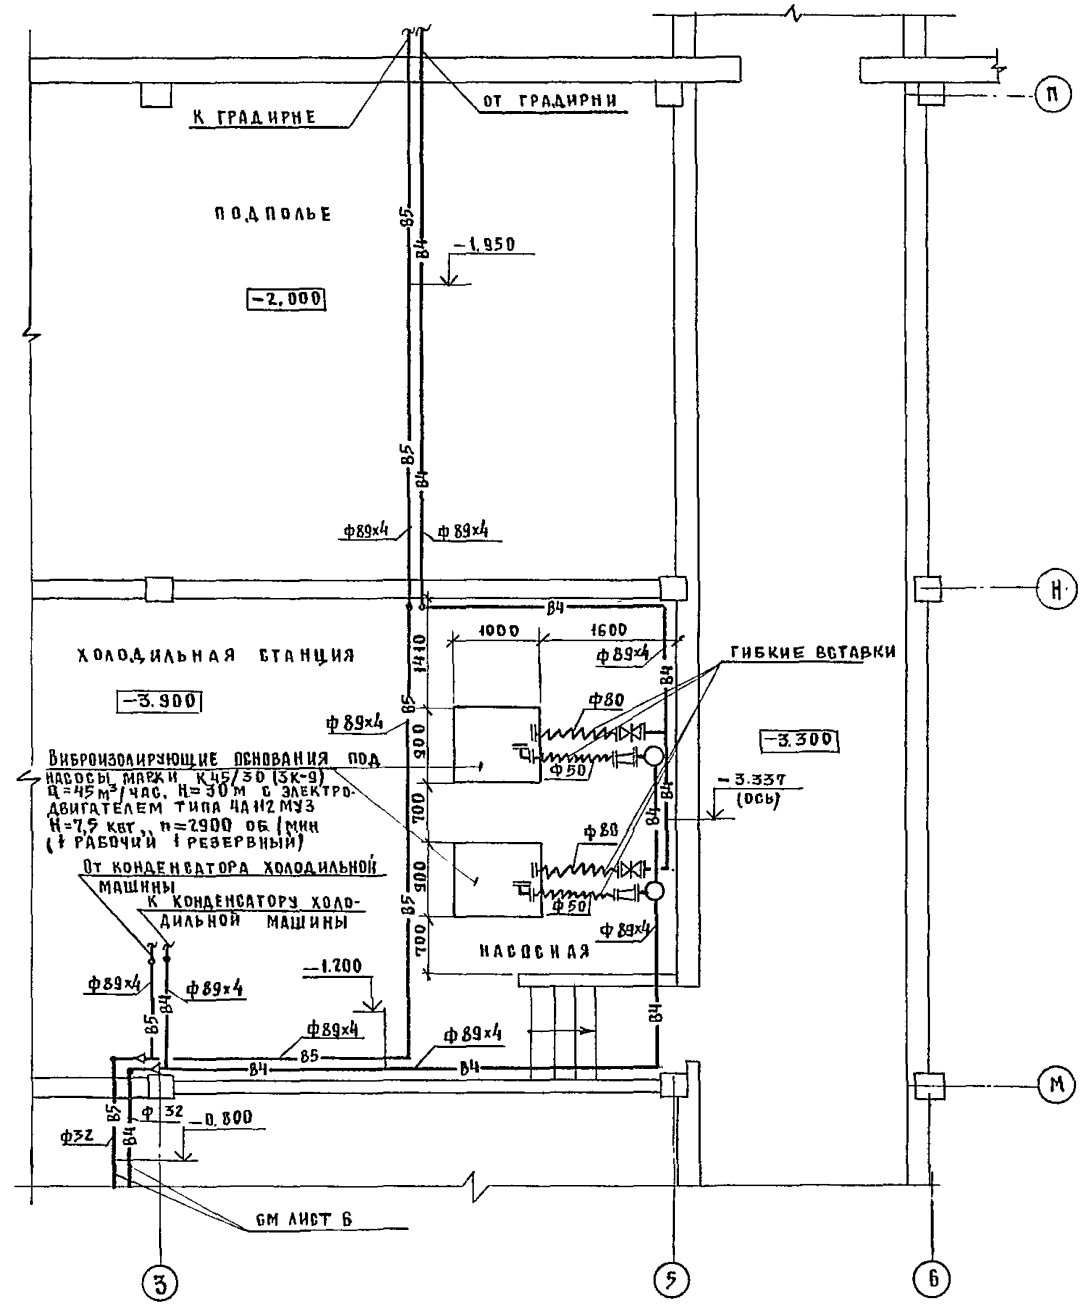 К ГРАДИРНЕ
ОТ ГРАДИРНИ
П
ПОДПОЛЬЕ
В5
В4
-1.950
-2,000
В5
В4
Ф89х4
Ф89х4
Н
В4
1000
1600
1410
Ф89х4
ГИБКИЕ ВСТАВКИ
ХОЛОДИЛЬНАЯ СТАНЦИЯ
В4
-3.900
В5
Ф80
Ф89х4
900
-3.300
Ф50
ВИБРОИЗОЛИРУЮЩИЕ ОСНОВАНИЯ ПОД
НАСОСЫ МАРКИ К45/30 (3К-9)
Q=45м³/ЧАС, Н=30М С ЭЛЕКТРО-
ДВИГАТЕЛЕМ ТИПА 4А112МУЗ
Н=7,5 КВТ, n=2900 ОБ/МИН
(1 РАБОЧИЙ 1 РЕЗЕРВНЫЙ)
700
В4
В4
-3.337
(ОСЬ)
Ф80
ОТ КОНДЕНСАТОРА ХОЛОДИЛЬНОЙ
МАШИНЫ
900
В5
К КОНДЕНСАТОРУ ХОЛО-
ДИЛЬНОЙ МАШИНЫ
Ф50
700
Ф89х4
НАСОСНАЯ
-1.200
Ф89х4
Ф89х4
В5
В4
В4
Ф89х4
Ф89х4
В5
В4
В4
М
В5
В4
Ф32
Ф32
-0.800
СМ ЛИСТ 6
3
5
6